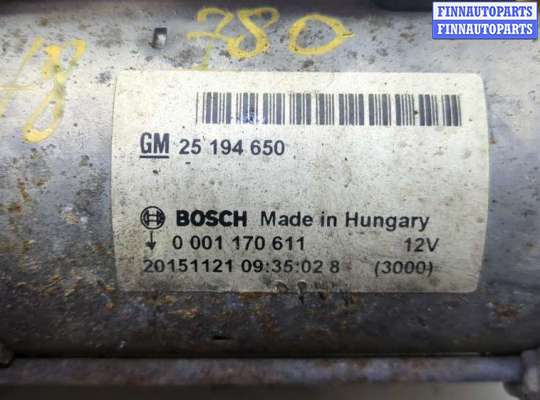 FINNAUTOPARTS
FINNAUTOPARTS
780
GM 25 194 650
BOSCH Made in Hungary
0 001 170 611 12V
20151121 09:35:02 8 (3000)